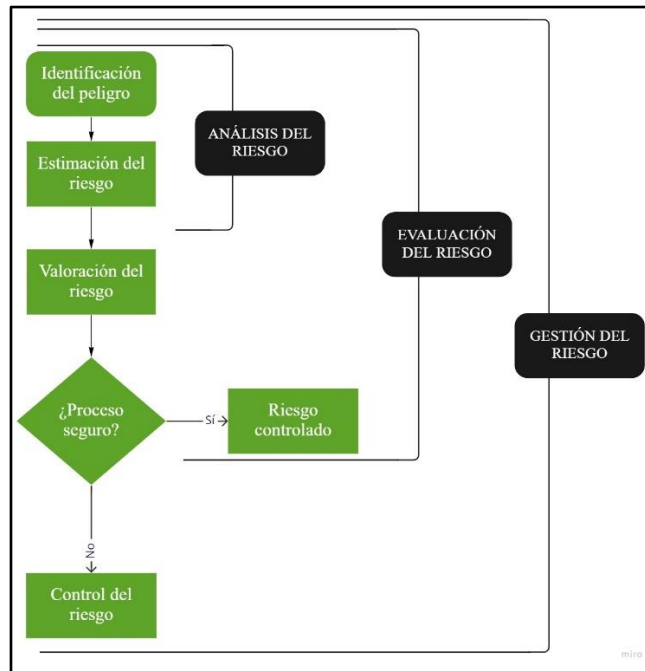 Identificación
del peligro
ANÁLISIS DEL
RIESGO
Estimación del
riesgo
EVALUACIÓN
DEL RIESGO
Valoración del
riesgo
GESTIÓN DEL
RIESGO
¿Proceso
seguro?
Sí
Riesgo
controlado
No
Control del
riesgo
miro